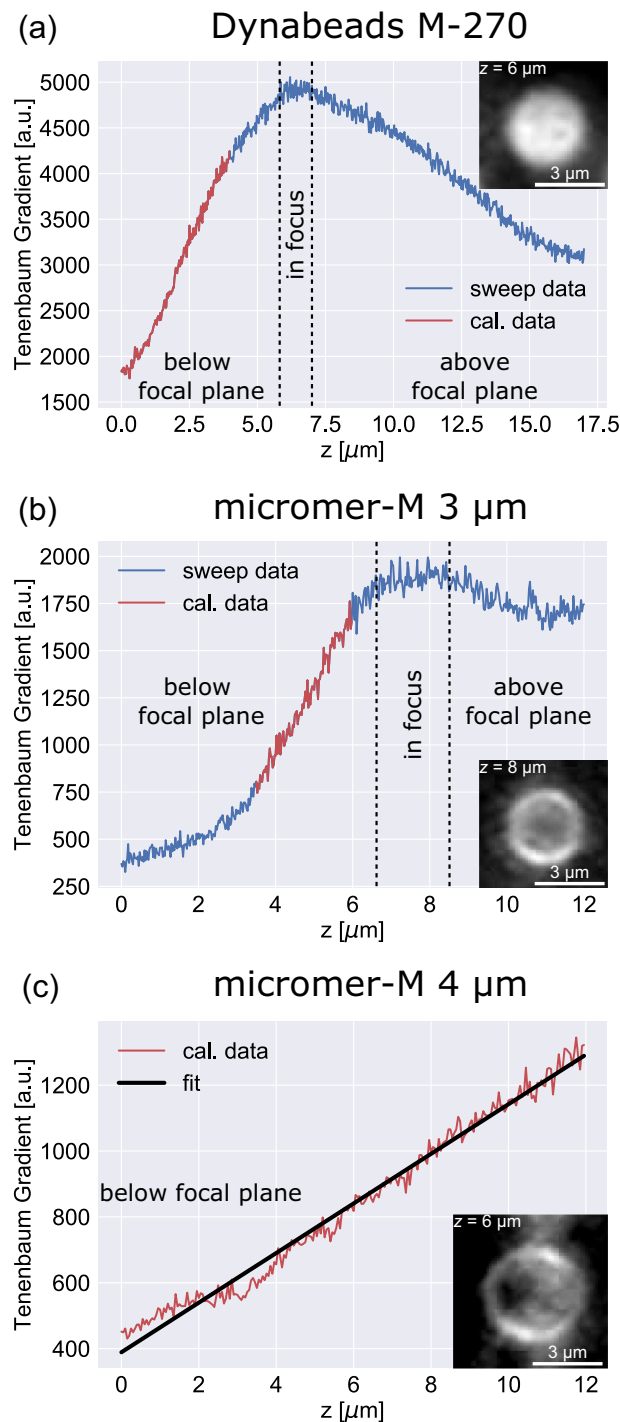 (a) Dynabeads M-270
Tenenbaum Gradient [a.u.]
5000
4500
4000
3500
3000
2500
2000
1500
z = 6 μm
3 μm
in focus
sweep data
cal. data
below
focal plane
above
focal plane
0.0 2.5 5.0 7.5 10.0 12.5 15.0 17.5
z [μm]
(b) micromer-M 3 μm
Tenenbaum Gradient [a.u.]
2000
1750
1500
1250
1000
750
500
250
sweep data
cal. data
below
focal plane
in focus
above
focal plane
z = 8 μm
3 μm
0 2 4 6 8 10 12
z [μm]
(c) micromer-M 4 μm
Tenenbaum Gradient [a.u.]
1200
1000
800
600
400
cal. data
fit
below focal plane
z = 6 μm
3 μm
0 2 4 6 8 10 12
z [μm]